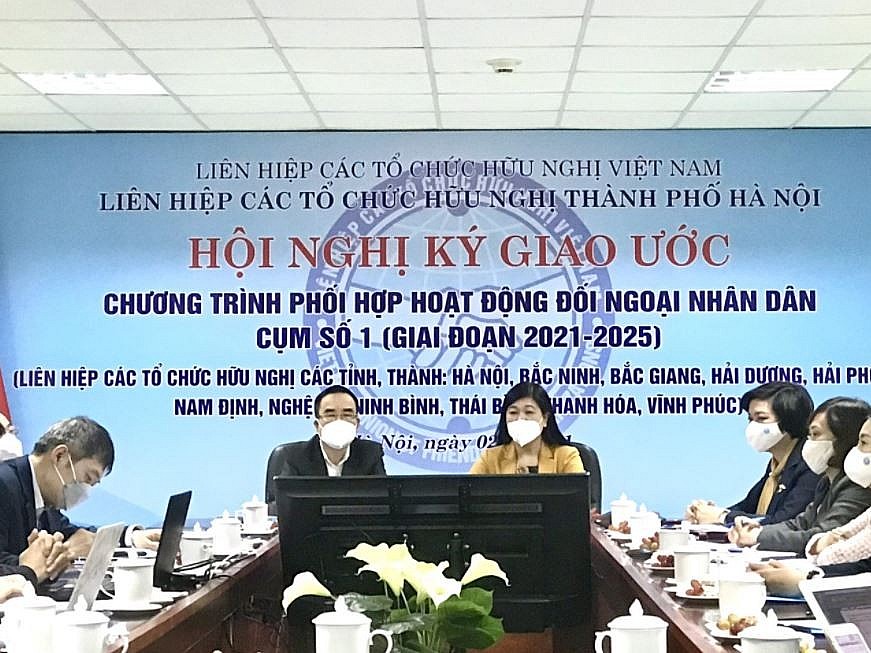 LIÊN HIỆP CÁC TỔ CHỨC HỮU NGHỊ VIỆT NAM
LIÊN HIỆP CÁC TỔ CHỨC HỮU NGHỊ THÀNH PHỐ HÀ NỘI
HỘI NGHỊ KÝ GIAO ƯỚC
CHƯƠNG TRÌNH PHỐI HỢP HOẠT ĐỘNG ĐỐI NGOẠI NHÂN DÂN
CỤM SỐ 1 (GIAI ĐOẠN 2021-2025)
(LIÊN HIỆP CÁC TỔ CHỨC HỮU NGHỊ CÁC TỈNH, THÀNH: HÀ NỘI, BẮC NINH, BẮC GIANG, HẢI DƯƠNG, HẢI
NAM ĐỊNH, NGHỆ NINH BÌNH, THÁI THANH HÓA, VĨNH PHÚC)
Hà Nội, ngày